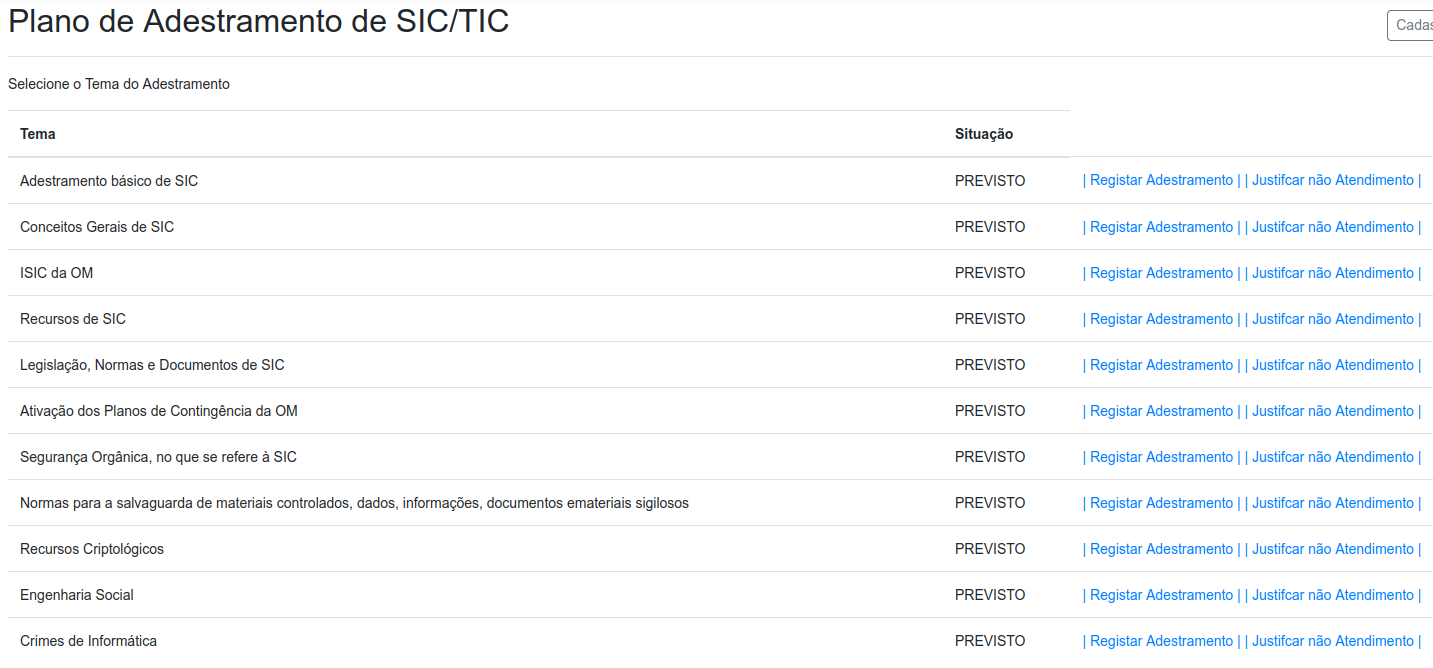 Plano de Adestramento de SIC/TIC
Cadas
Selecione o Tema do Adestramento
Tema Situação
Adestramento básico de SIC PREVISTO | Registar Adestramento | | Justifcar não Atendimento |
Conceitos Gerais de SIC PREVISTO | Registar Adestramento | | Justifcar não Atendimento |
ISIC da OM PREVISTO | Registar Adestramento | | Justifcar não Atendimento |
Recursos de SIC PREVISTO | Registar Adestramento | | Justifcar não Atendimento |
Legislação, Normas e Documentos de SIC PREVISTO | Registar Adestramento | | Justifcar não Atendimento |
Ativação dos Planos de Contingência da OM PREVISTO | Registar Adestramento | | Justifcar não Atendimento |
Segurança Orgânica, no que se refere à SIC PREVISTO | Registar Adestramento | | Justifcar não Atendimento |
Normas para a salvaguarda de materiais controlados, dados, informações, documentos emateriais sigilosos PREVISTO | Registar Adestramento | | Justifcar não Atendimento |
Recursos Criptológicos PREVISTO | Registar Adestramento | | Justifcar não Atendimento |
Engenharia Social PREVISTO | Registar Adestramento | | Justifcar não Atendimento |
Crimes de Informática PREVISTO | Registar Adestramento | | Justifcar não Atendimento |